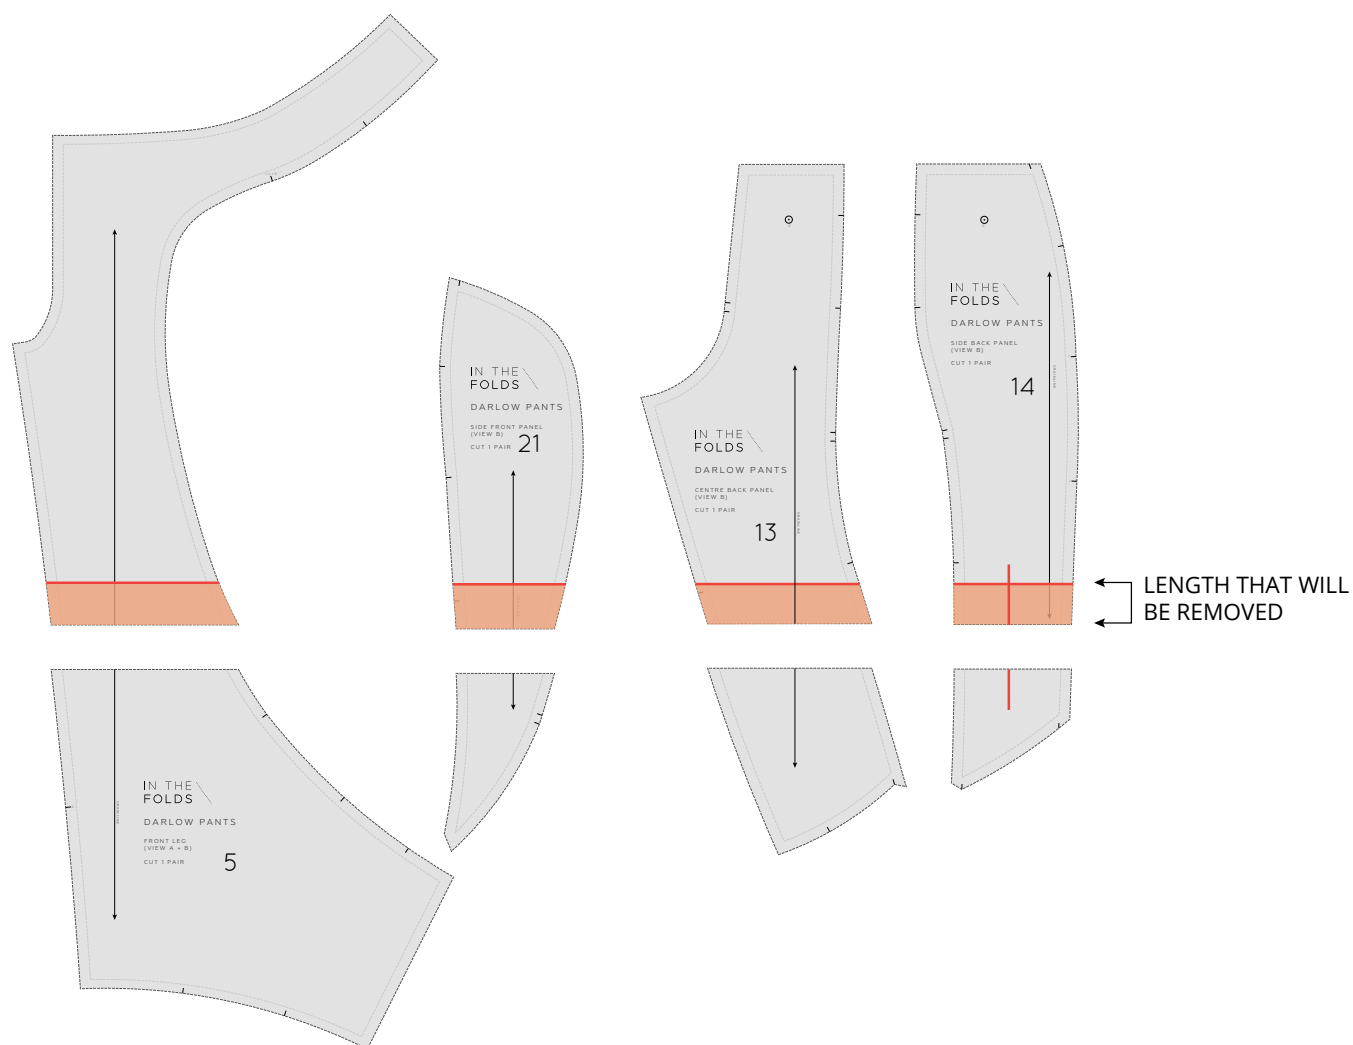 IN THE
FOLDS
DARLOW PANTS
SIDE FRONT PANEL
(VIEW B)
CUT 1 PAIR
21
IN THE
FOLDS
DARLOW PANTS
CENTRE BACK PANEL
(VIEW B)
CUT 1 PAIR
13
IN THE
FOLDS
DARLOW PANTS
SIDE BACK PANEL
(VIEW B)
CUT 1 PAIR
14
LENGTH THAT WILL
BE REMOVED
IN THE
FOLDS
DARLOW PANTS
FRONT LEG
(VIEW A + B)
CUT 1 PAIR
5